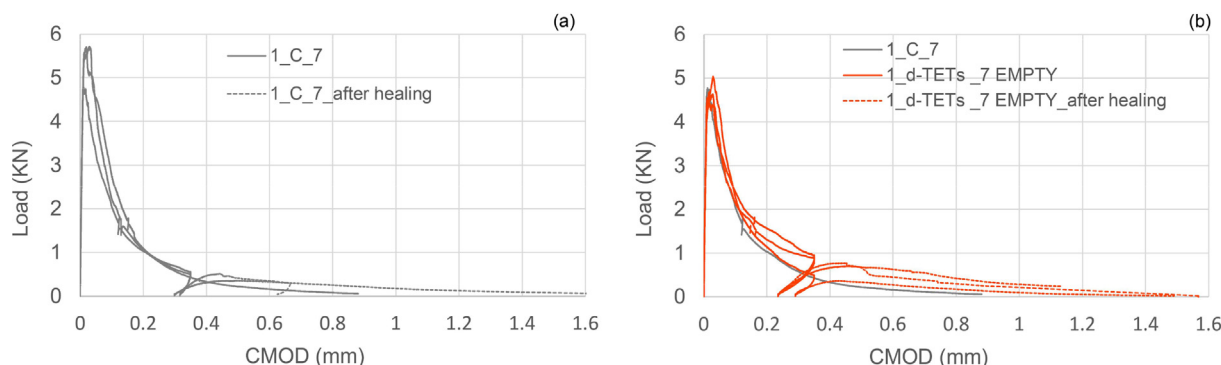 (a)
6
5
4
3
2
1
0
Load (KN)
1_C_7
1_C_7_after healing
0 0.2 0.4 0.6 0.8 1 1.2 1.4 1.6
CMOD (mm)
(b)
6
5
4
3
2
1
0
Load (KN)
1_C_7
1_d-TETs _7 EMPTY
1_d-TETs _7 EMPTY_after healing
0 0.2 0.4 0.6 0.8 1 1.2 1.4 1.6
CMOD (mm)